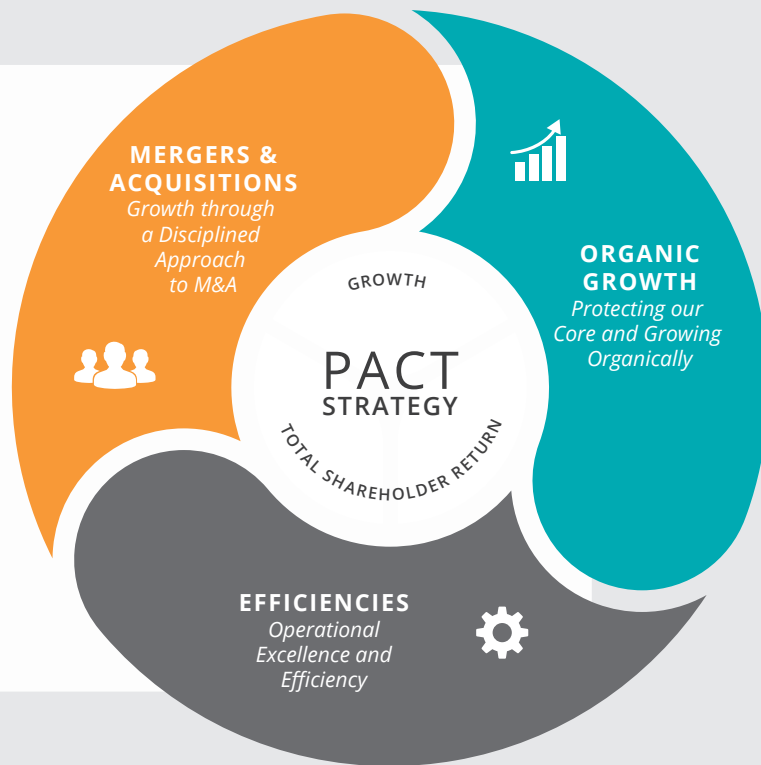 MERGERS &
ACQUISITIONS
Growth through
a Disciplined
Approach
to M&A
ORGANIC
GROWTH
Protecting our
Core and Growing
Organically
GROWTH
PACT
STRATEGY
TOTAL SHAREHOLDER RETURN
EFFICIENCIES
Operational
Excellence and
Efficiency